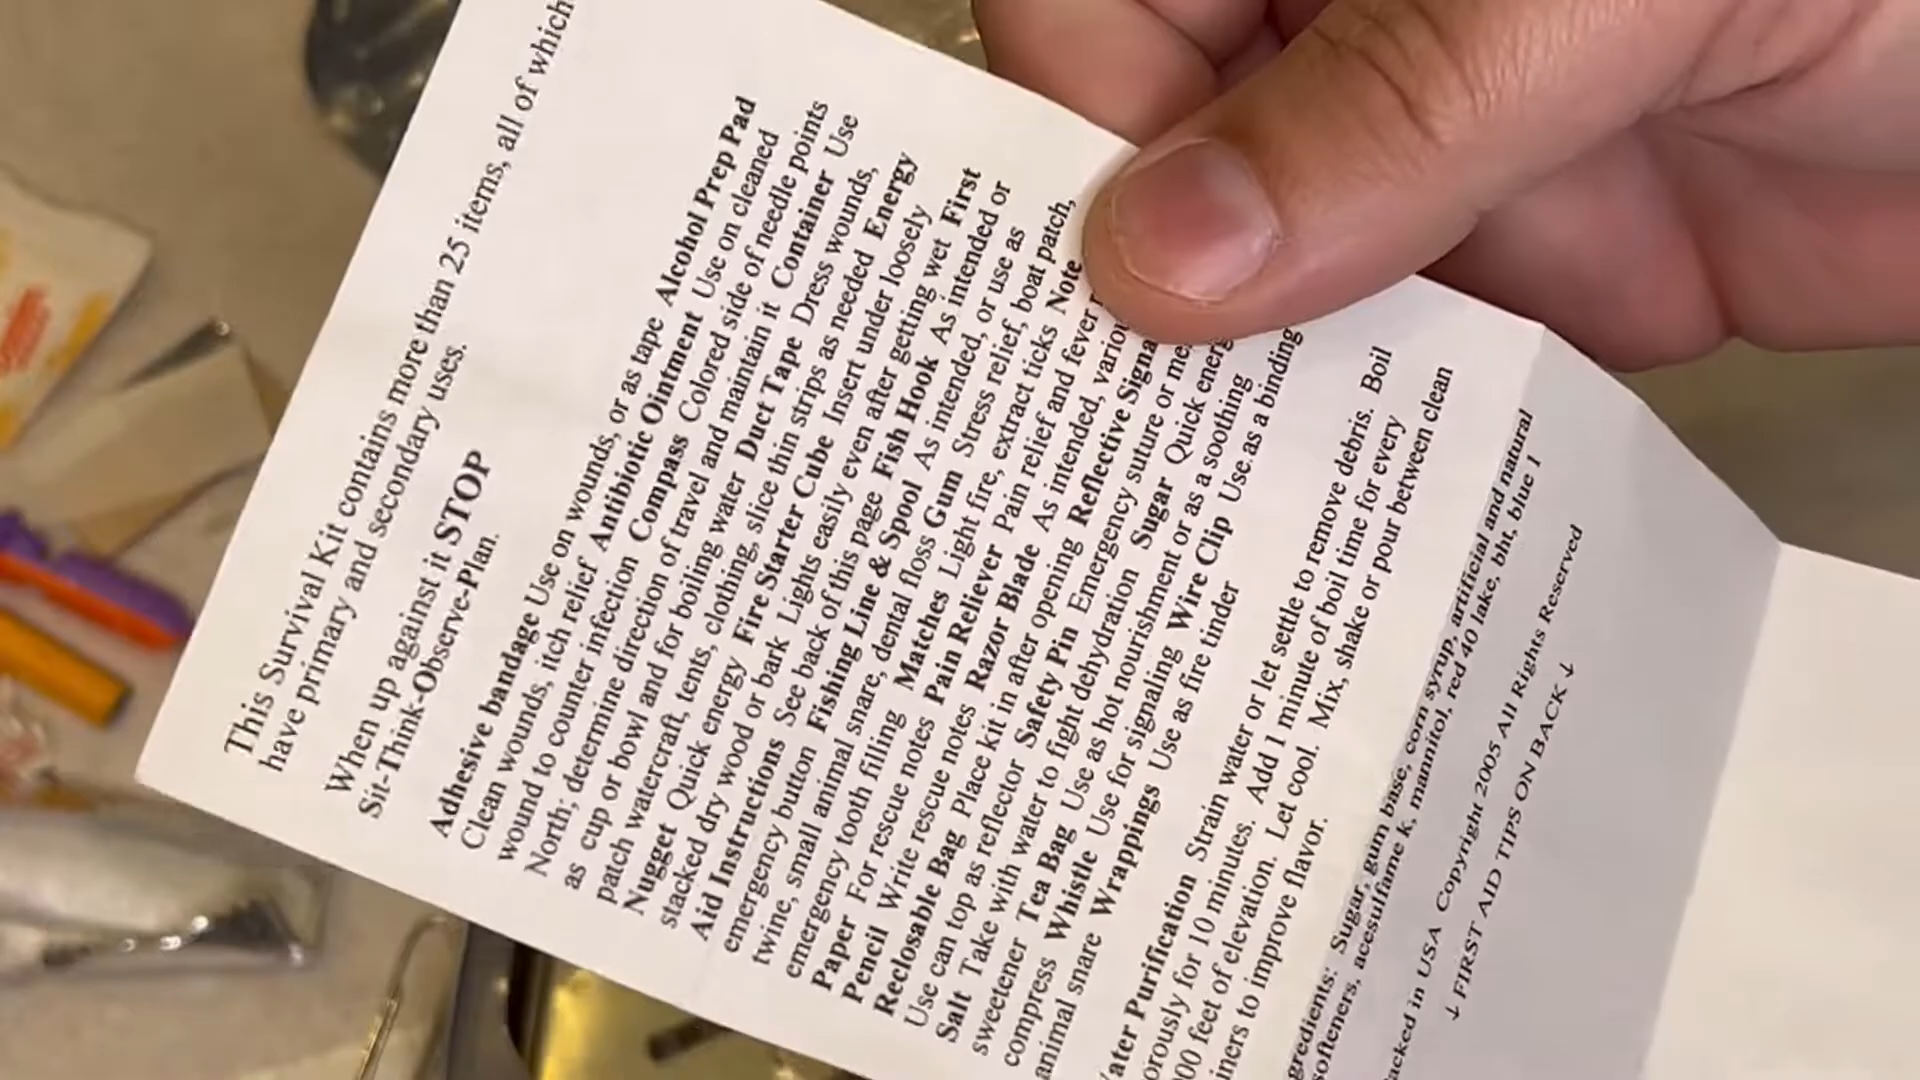 This Survival Kit contains more than 25 items, all of which
have primary and secondary uses.
When up against it STOP
Sit-Think-Observe-Plan.
Adhesive bandage Use on wounds, or as tape Alcohol Prep Pad
Clean wounds, itch relief Antibiotic Ointment Use on cleaned
wound to counter infection Compass Colored side of needle points
North; determine direction of travel and maintain it Container Use
as cup or bowl and for boiling water Duct Tape Dress wounds,
patch watercraft, tents, clothing, slice thin strips as needed Energy
Nugget Quick energy Fire Starter Cube Insert under loosely
stacked dry wood or bark Lights easily even after getting wet First
Aid Instructions See back of this page Fish Hook As intended or
emergency button Fishing Line & Spool As intended, or use as
twine, small animal snare, dental floss Gum Stress relief, boat patch,
emergency tooth filling Matches Light fire, extract ticks Note
Paper For rescue notes Pain Reliever Pain relief and fever
Pencil Write rescue notes Razor Blade As intended,
Reclosable Bag Place kit in after opening Reflective
Use can top as reflector Safety Pin Emergency suture or
Salt Take with water to fight dehydration Sugar Quick
sweetener Tea Bag Use as hot nourishment or as a soothing
compress Whistle Use for signaling Wire Clip Use as a binding
animal snare Wrappings Use as fire tinder
Purification Strain water or let settle to remove debris. Boil
for 10 minutes. Add 1 minute of boil time for every
feet of elevation. Let cool. Mix, shake or pour between clean
to improve flavor.
Sugar, gum base, corn syrup, artificial and natural
softeners, acesulfame k, mannitol, red 40 lake, bht, blue 1
in USA Copyright 2005 All Rights Reserved
↓ FIRST AID TIPS ON BACK ↓